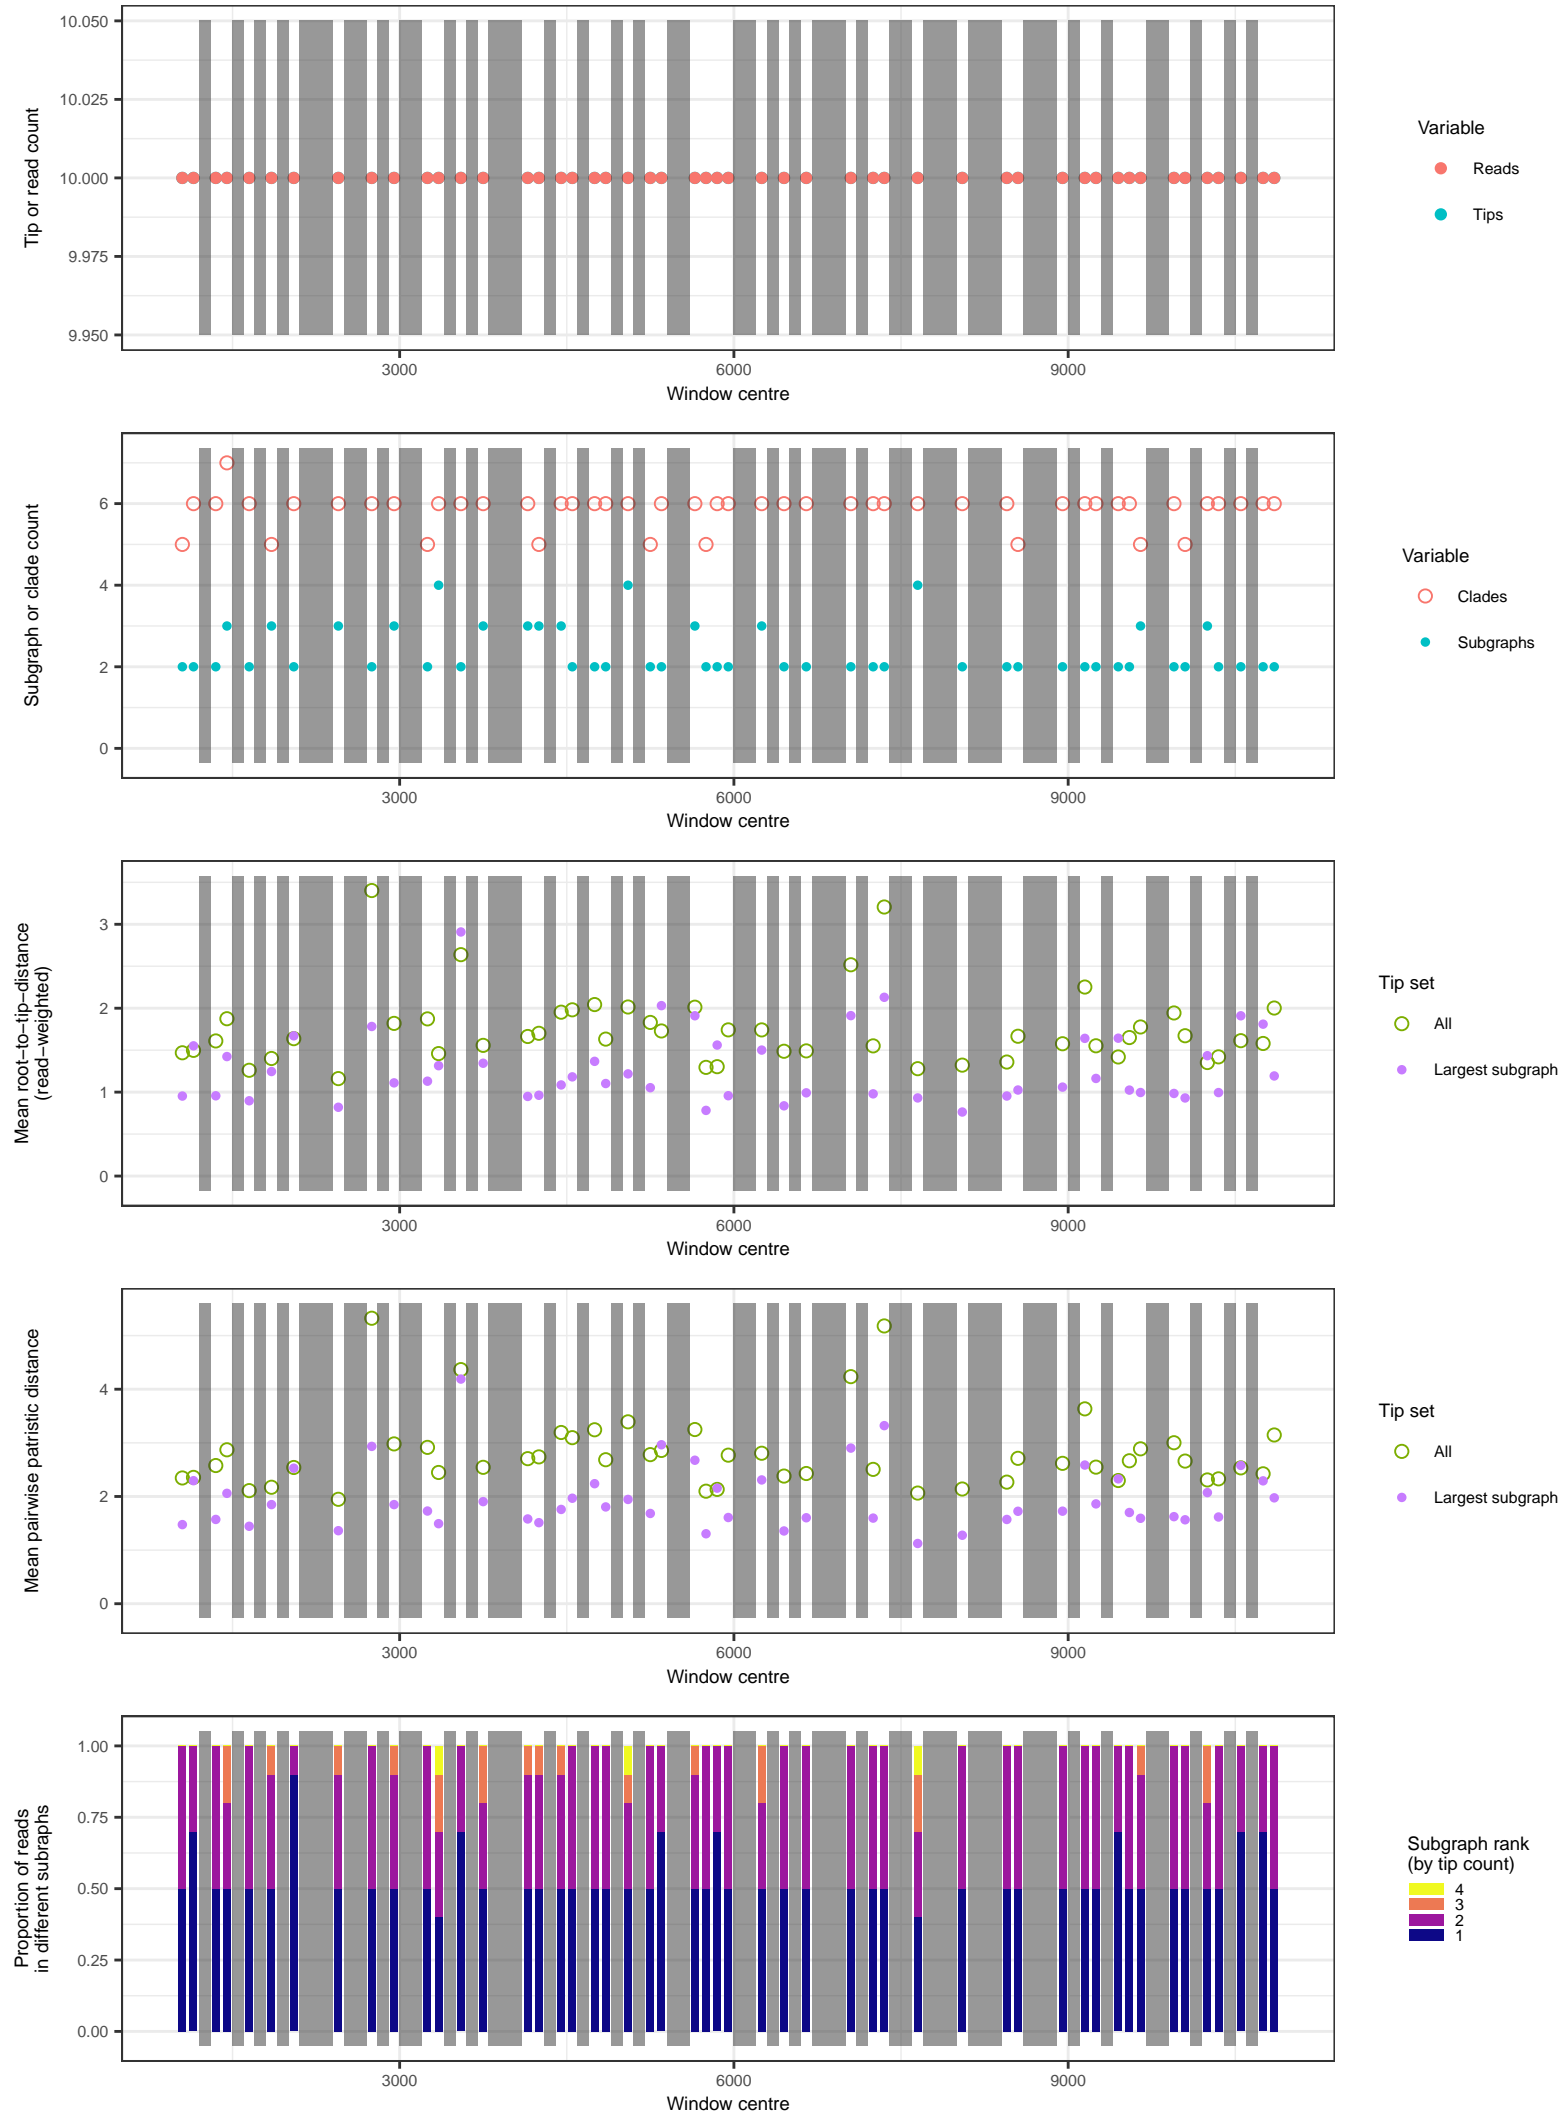 10.050
10.025
10.000
9.975
9.950
Tip or read count
3000
6000
9000
Window centre
Variable
Reads
Tips
6
4
2
0
Subgraph or clade count
3000
6000
9000
Window centre
Variable
Clades
Subgraphs
3
2
1
0
Mean root−to−tip−distance
(read−weighted)
3000
6000
9000
Window centre
Tip set
All
Largest subgraph
4
2
0
Mean pairwise patristic distance
3000
6000
9000
Window centre
Tip set
All
Largest subgraph
1.00
0.75
0.50
0.25
0.00
Proportion of reads
in different subraphs
3000
6000
9000
Window centre
Subgraph rank
(by tip count)
4
3
2
1